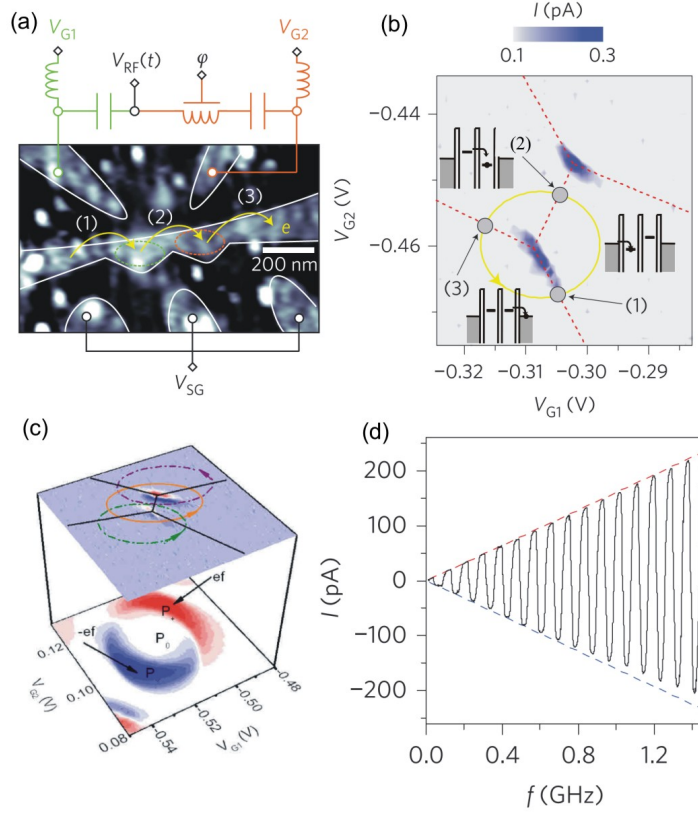 (a)
V_G1
V_RF(t)
φ
V_G2
(1)
(2)
(3)
e
200 nm
V_SG
(b)
I (pA)
0.1
0.3
−0.44
−0.46
V_G2 (V)
(2)
(3)
(1)
−0.32
−0.31
−0.30
−0.29
V_G1 (V)
(c)
ef
-ef
P+
P0
P
0.12
0.10
0.08
V_G2 (V)
-0.54
-0.52
-0.50
-0.48
V_G1 (V)
(d)
200
100
0
−100
−200
I (pA)
0.0
0.4
0.8
1.2
f (GHz)